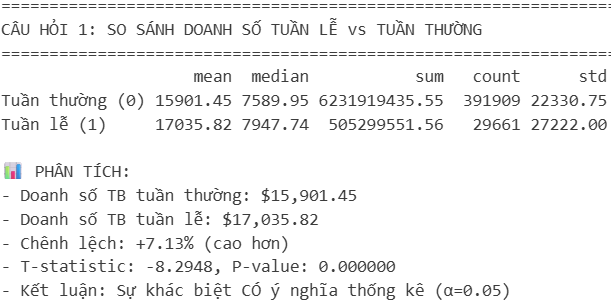 CÂU HỎI 1: SO SÁNH DOANH SỐ TUẦN LỄ vs TUẦN THƯỜNG
mean median sum count std
Tuần thường (0) 15901.45 7589.95 6231919435.55 391909 22330.75
Tuần lễ (1) 17035.82 7947.74 505299551.56 29661 27222.00
PHÂN TÍCH:
- Doanh số TB tuần thường: $15,901.45
- Doanh số TB tuần lễ: $17,035.82
- Chênh lệch: +7.13% (cao hơn)
- T-statistic: -8.2948, P-value: 0.000000
- Kết luận: Sự khác biệt CÓ ý nghĩa thống kê (α=0.05)